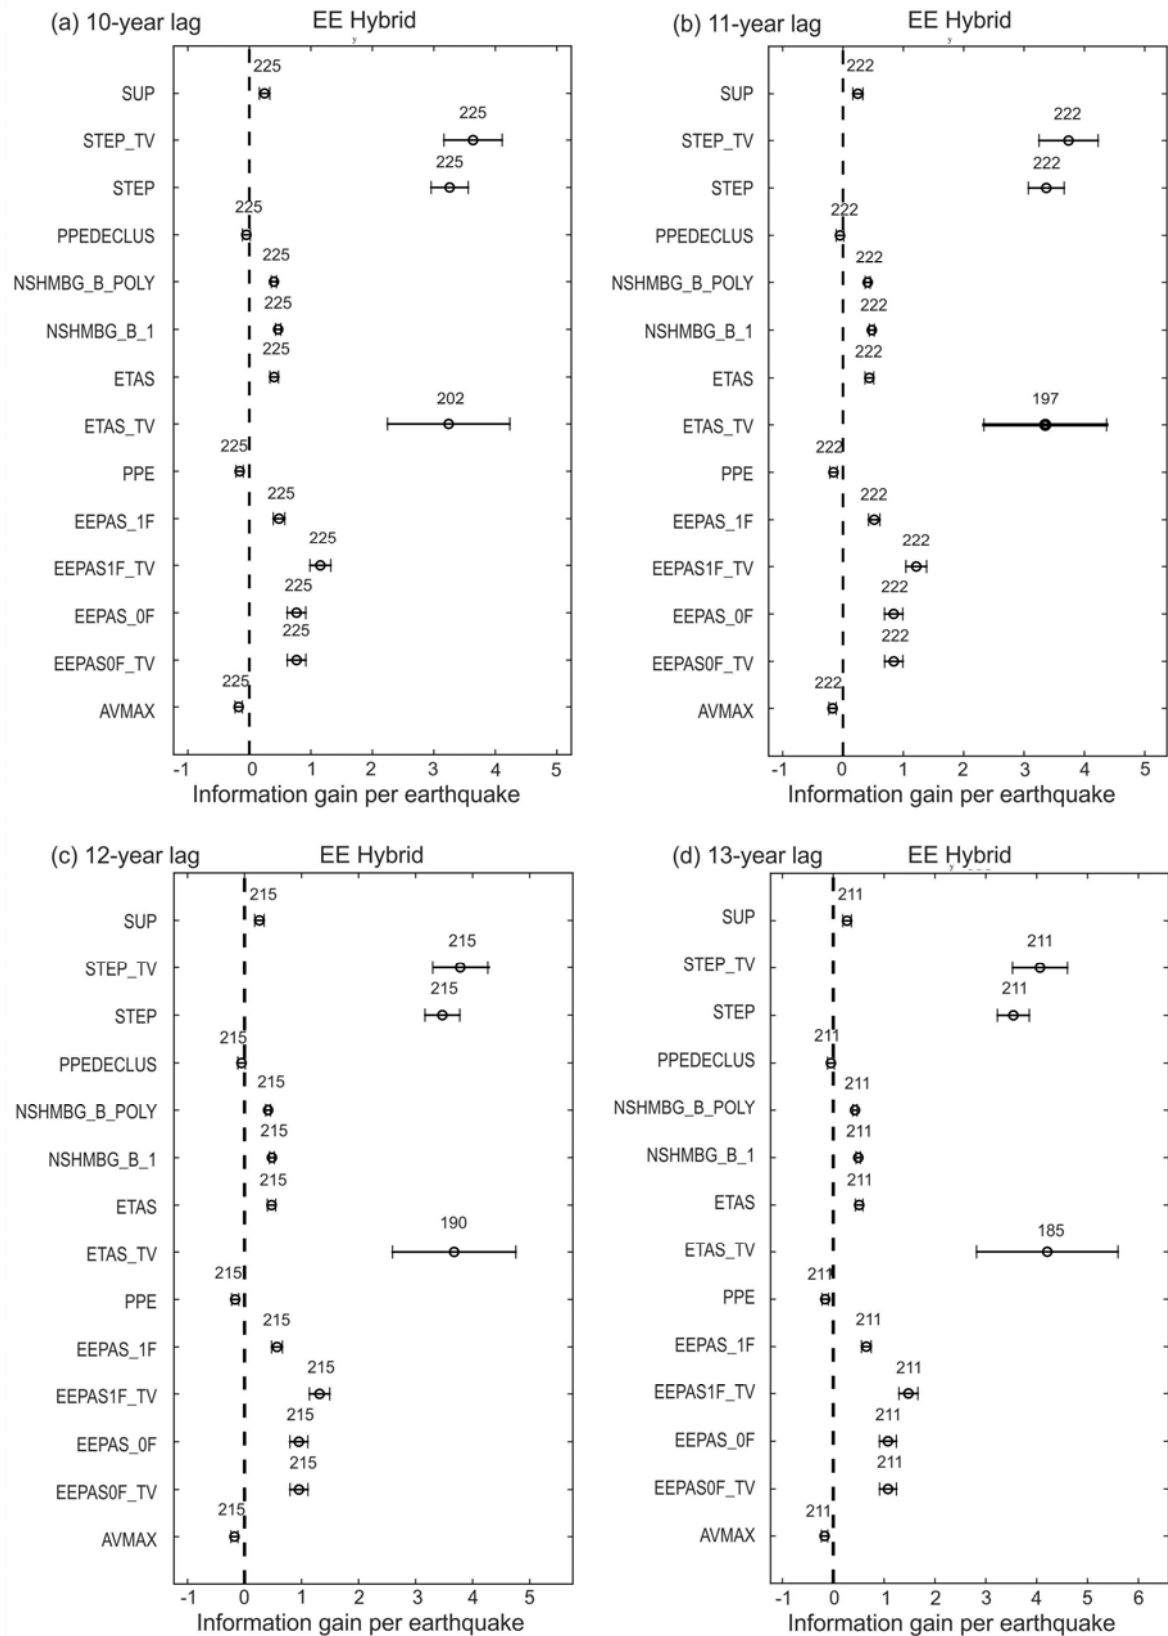 (a) 10-year lag
EE Hybrid
y
225
SUP
225
STEP_TV
225
STEP
225
PPEDECLUS
225
NSHMBG_B_POLY
225
NSHMBG_B_1
225
ETAS
202
ETAS_TV
225
PPE
225
EEPAS_1F
225
EEPAS1F_TV
225
EEPAS_0F
225
EEPAS0F_TV
225
AVMAX
-1 0 1 2 3 4 5
Information gain per earthquake
(b) 11-year lag
EE Hybrid
y
222
SUP
222
STEP_TV
222
STEP
222
PPEDECLUS
222
NSHMBG_B_POLY
222
NSHMBG_B_1
222
ETAS
197
ETAS_TV
222
PPE
222
EEPAS_1F
222
EEPAS1F_TV
222
EEPAS_0F
222
EEPAS0F_TV
222
AVMAX
-1 0 1 2 3 4 5
Information gain per earthquake
(c) 12-year lag
EE Hybrid
215
SUP
215
STEP_TV
215
STEP
215
PPEDECLUS
215
NSHMBG_B_POLY
215
NSHMBG_B_1
215
ETAS
190
ETAS_TV
215
PPE
215
EEPAS_1F
215
EEPAS1F_TV
215
EEPAS_0F
215
EEPAS0F_TV
215
AVMAX
-1 0 1 2 3 4 5
Information gain per earthquake
(d) 13-year lag
EE Hybrid
y
211
SUP
211
STEP_TV
211
STEP
211
PPEDECLUS
211
NSHMBG_B_POLY
211
NSHMBG_B_1
211
ETAS
185
ETAS_TV
211
PPE
211
EEPAS_1F
211
EEPAS1F_TV
211
EEPAS_0F
211
EEPAS0F_TV
211
AVMAX
-1 0 1 2 3 4 5 6
Information gain per earthquake